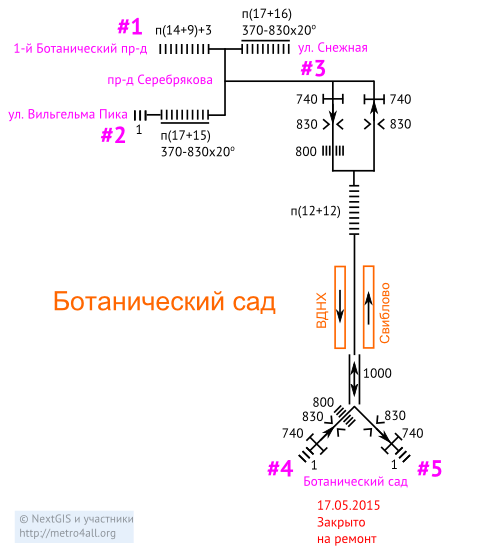 #1
п(14+9)+3
п(17+16)
370-830х20°
1-й Ботанический пр-д
ул. Снежная
#3
пр-д Серебрякова
740
740
ул. Вильгельма Пика
830
830
#2
1
п(17+15)
370-830х20°
800
п(12+12)
Ботанический сад
ВДНХ
Свиблово
1000
800
830
830
740
740
#4
1
1
#5
Ботанический сад
17.05.2015
Закрыто
на ремонт
© NextGIS и участники
http://metro4all.org